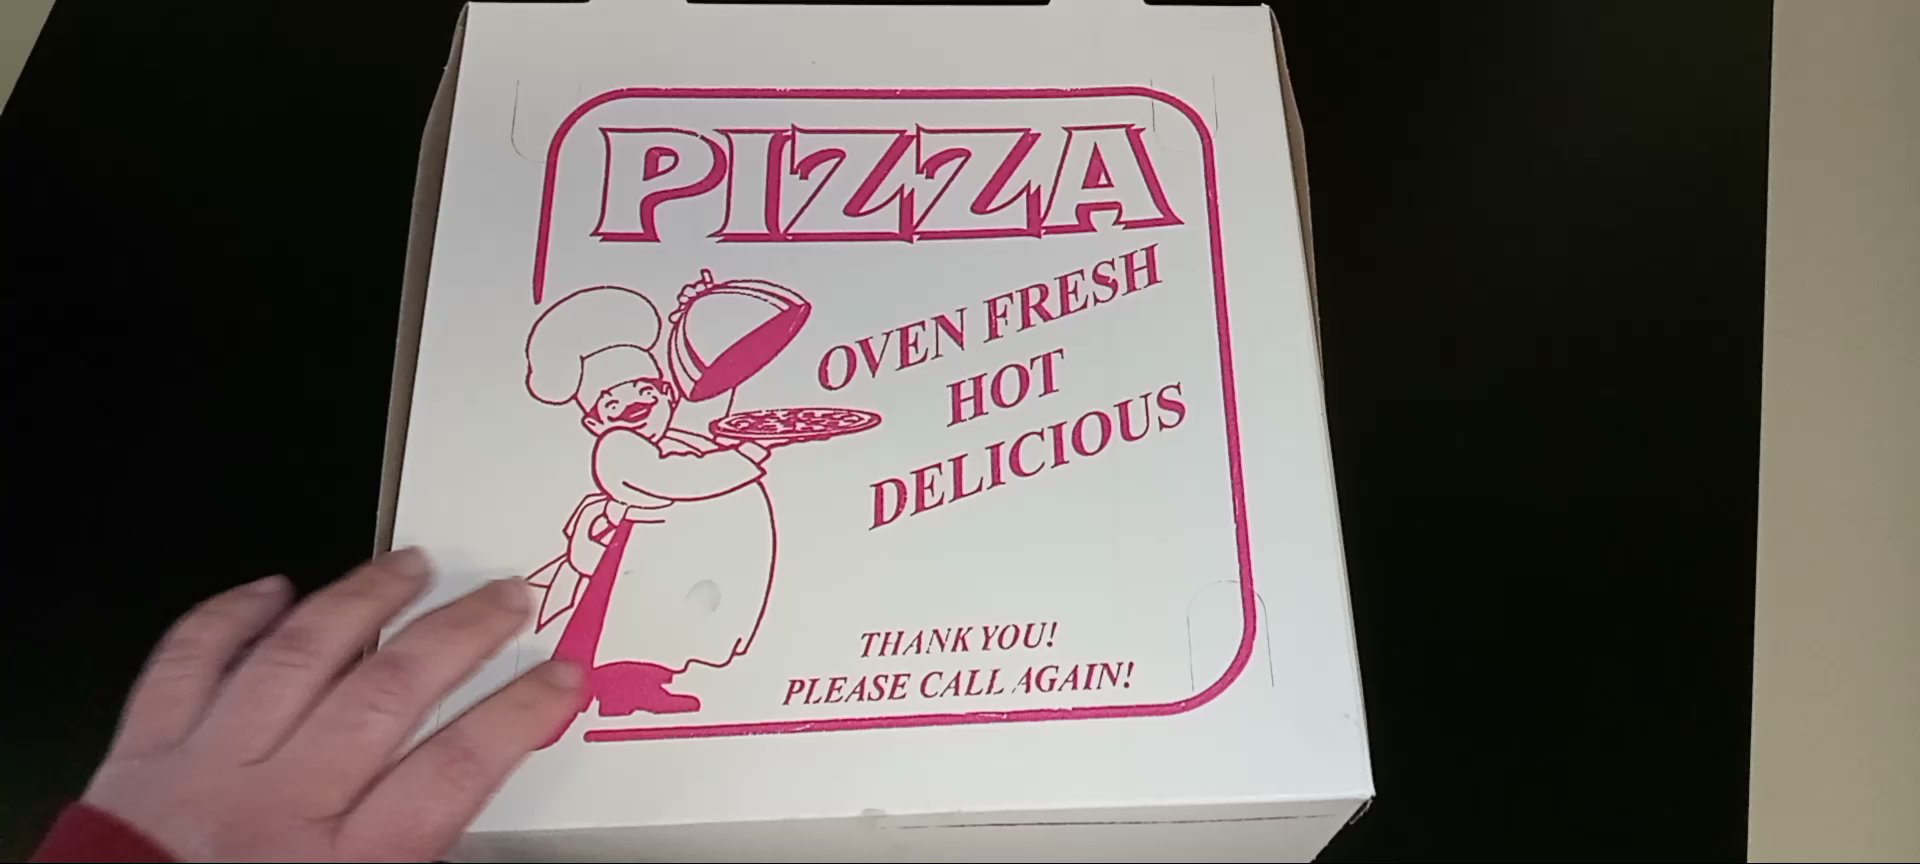 PIZZA
OVEN FRESH
HOT
DELICIOUS
THANK YOU!
PLEASE CALL AGAIN!